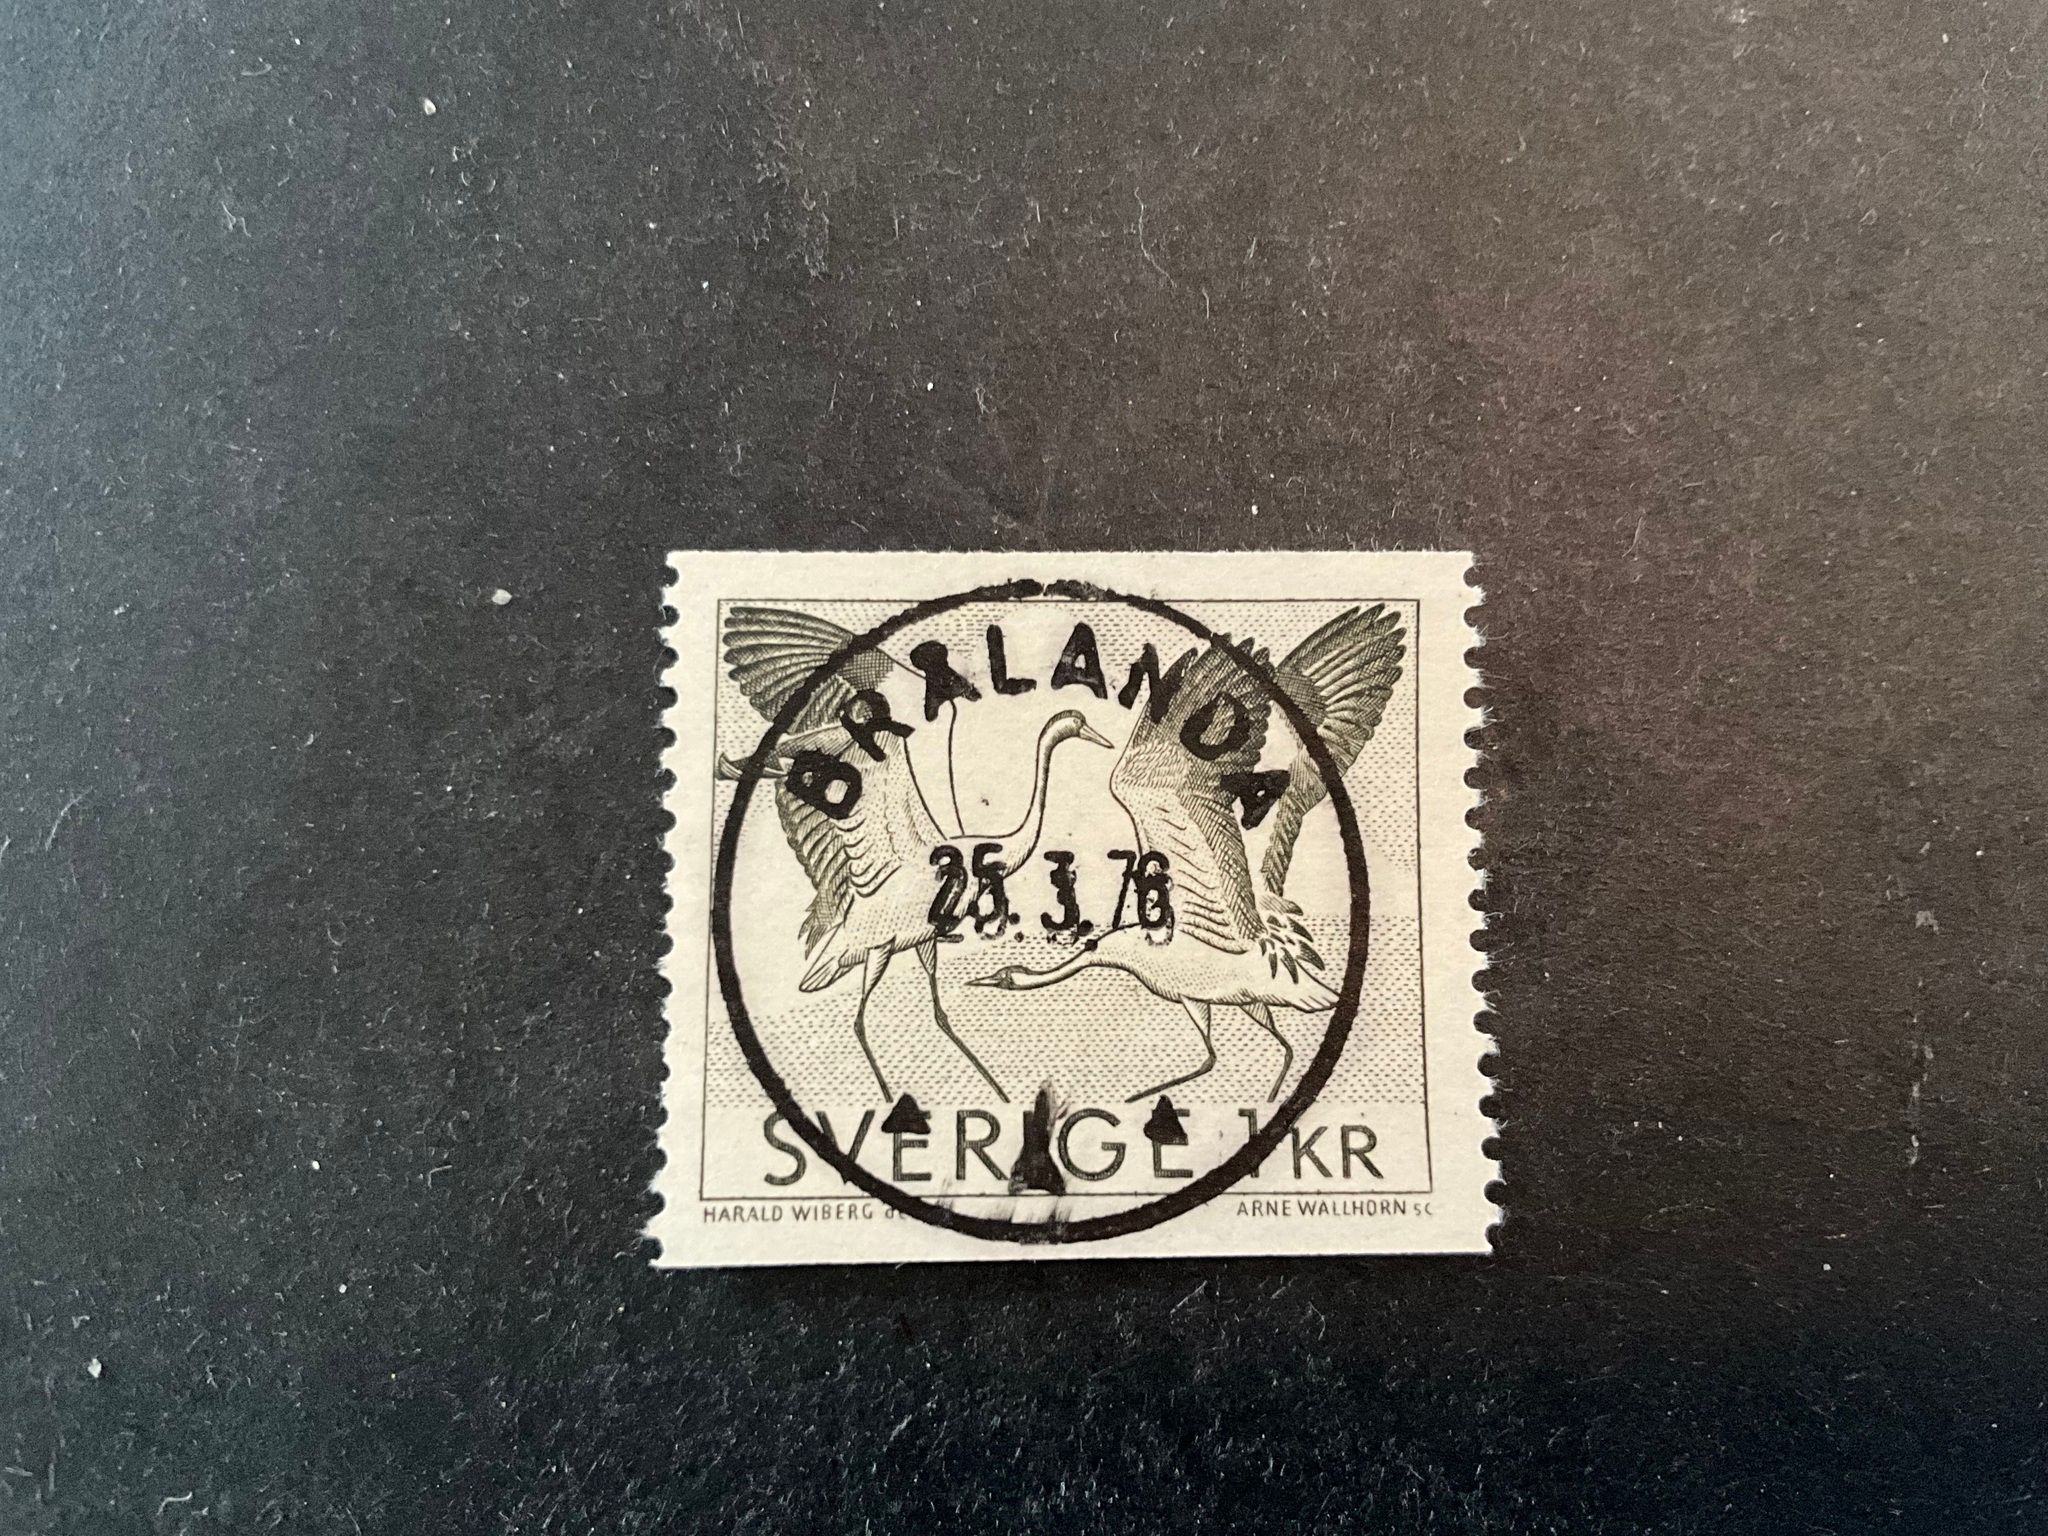 BRÅLANDA
25.3.76
SVERIGE 1 KR
HARALD WIBERG
ARNE WALLHORN SC